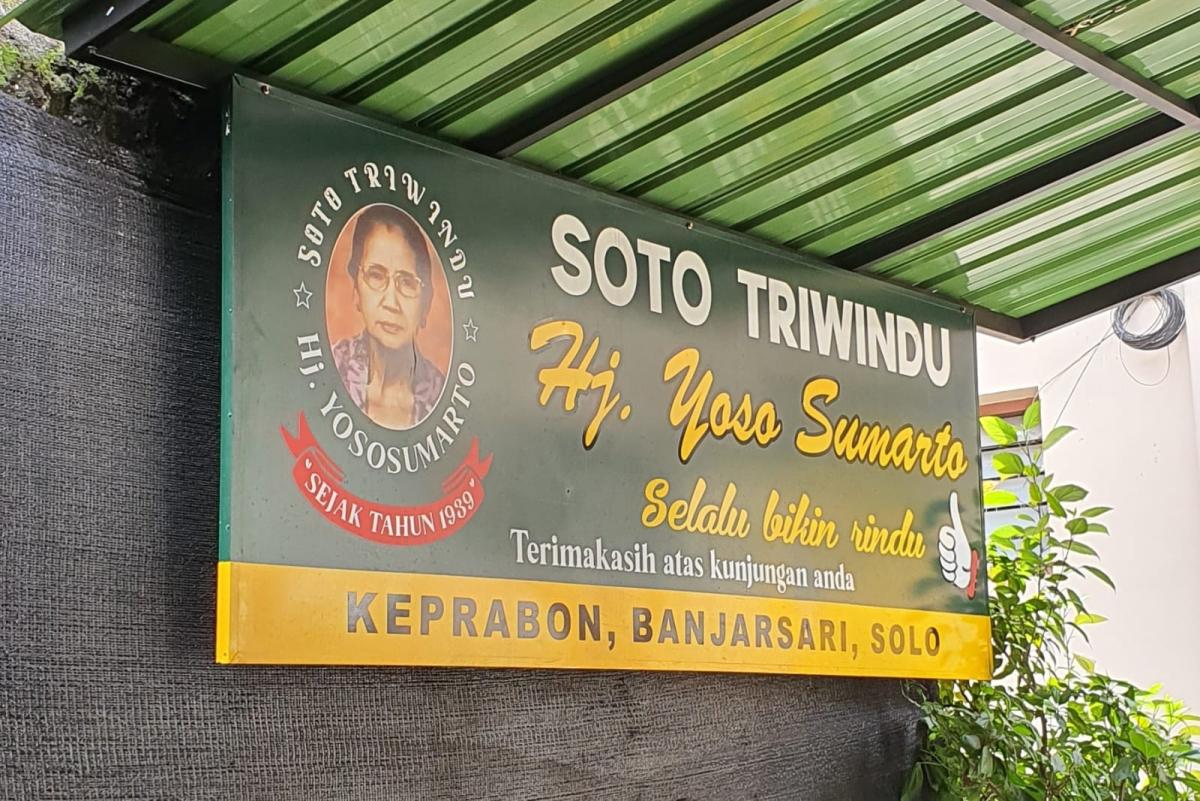 SOTO TRIWINDU
Hj. YOSOSUMARTO
SEJAK TAHUN 1939
SOTO TRIWINDU
Hj. Yoso Sumarto
Selalu bikin rindu
Terimakasih atas kunjungan anda
KEPRABON, BANJARSARI, SOLO